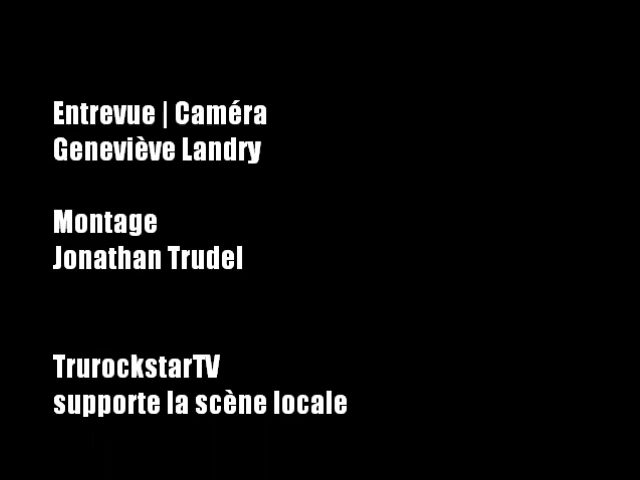 Entrevue | Caméra
Geneviève Landry
Montage
Jonathan Trudel
TrurockstarTV
supporte la scène locale